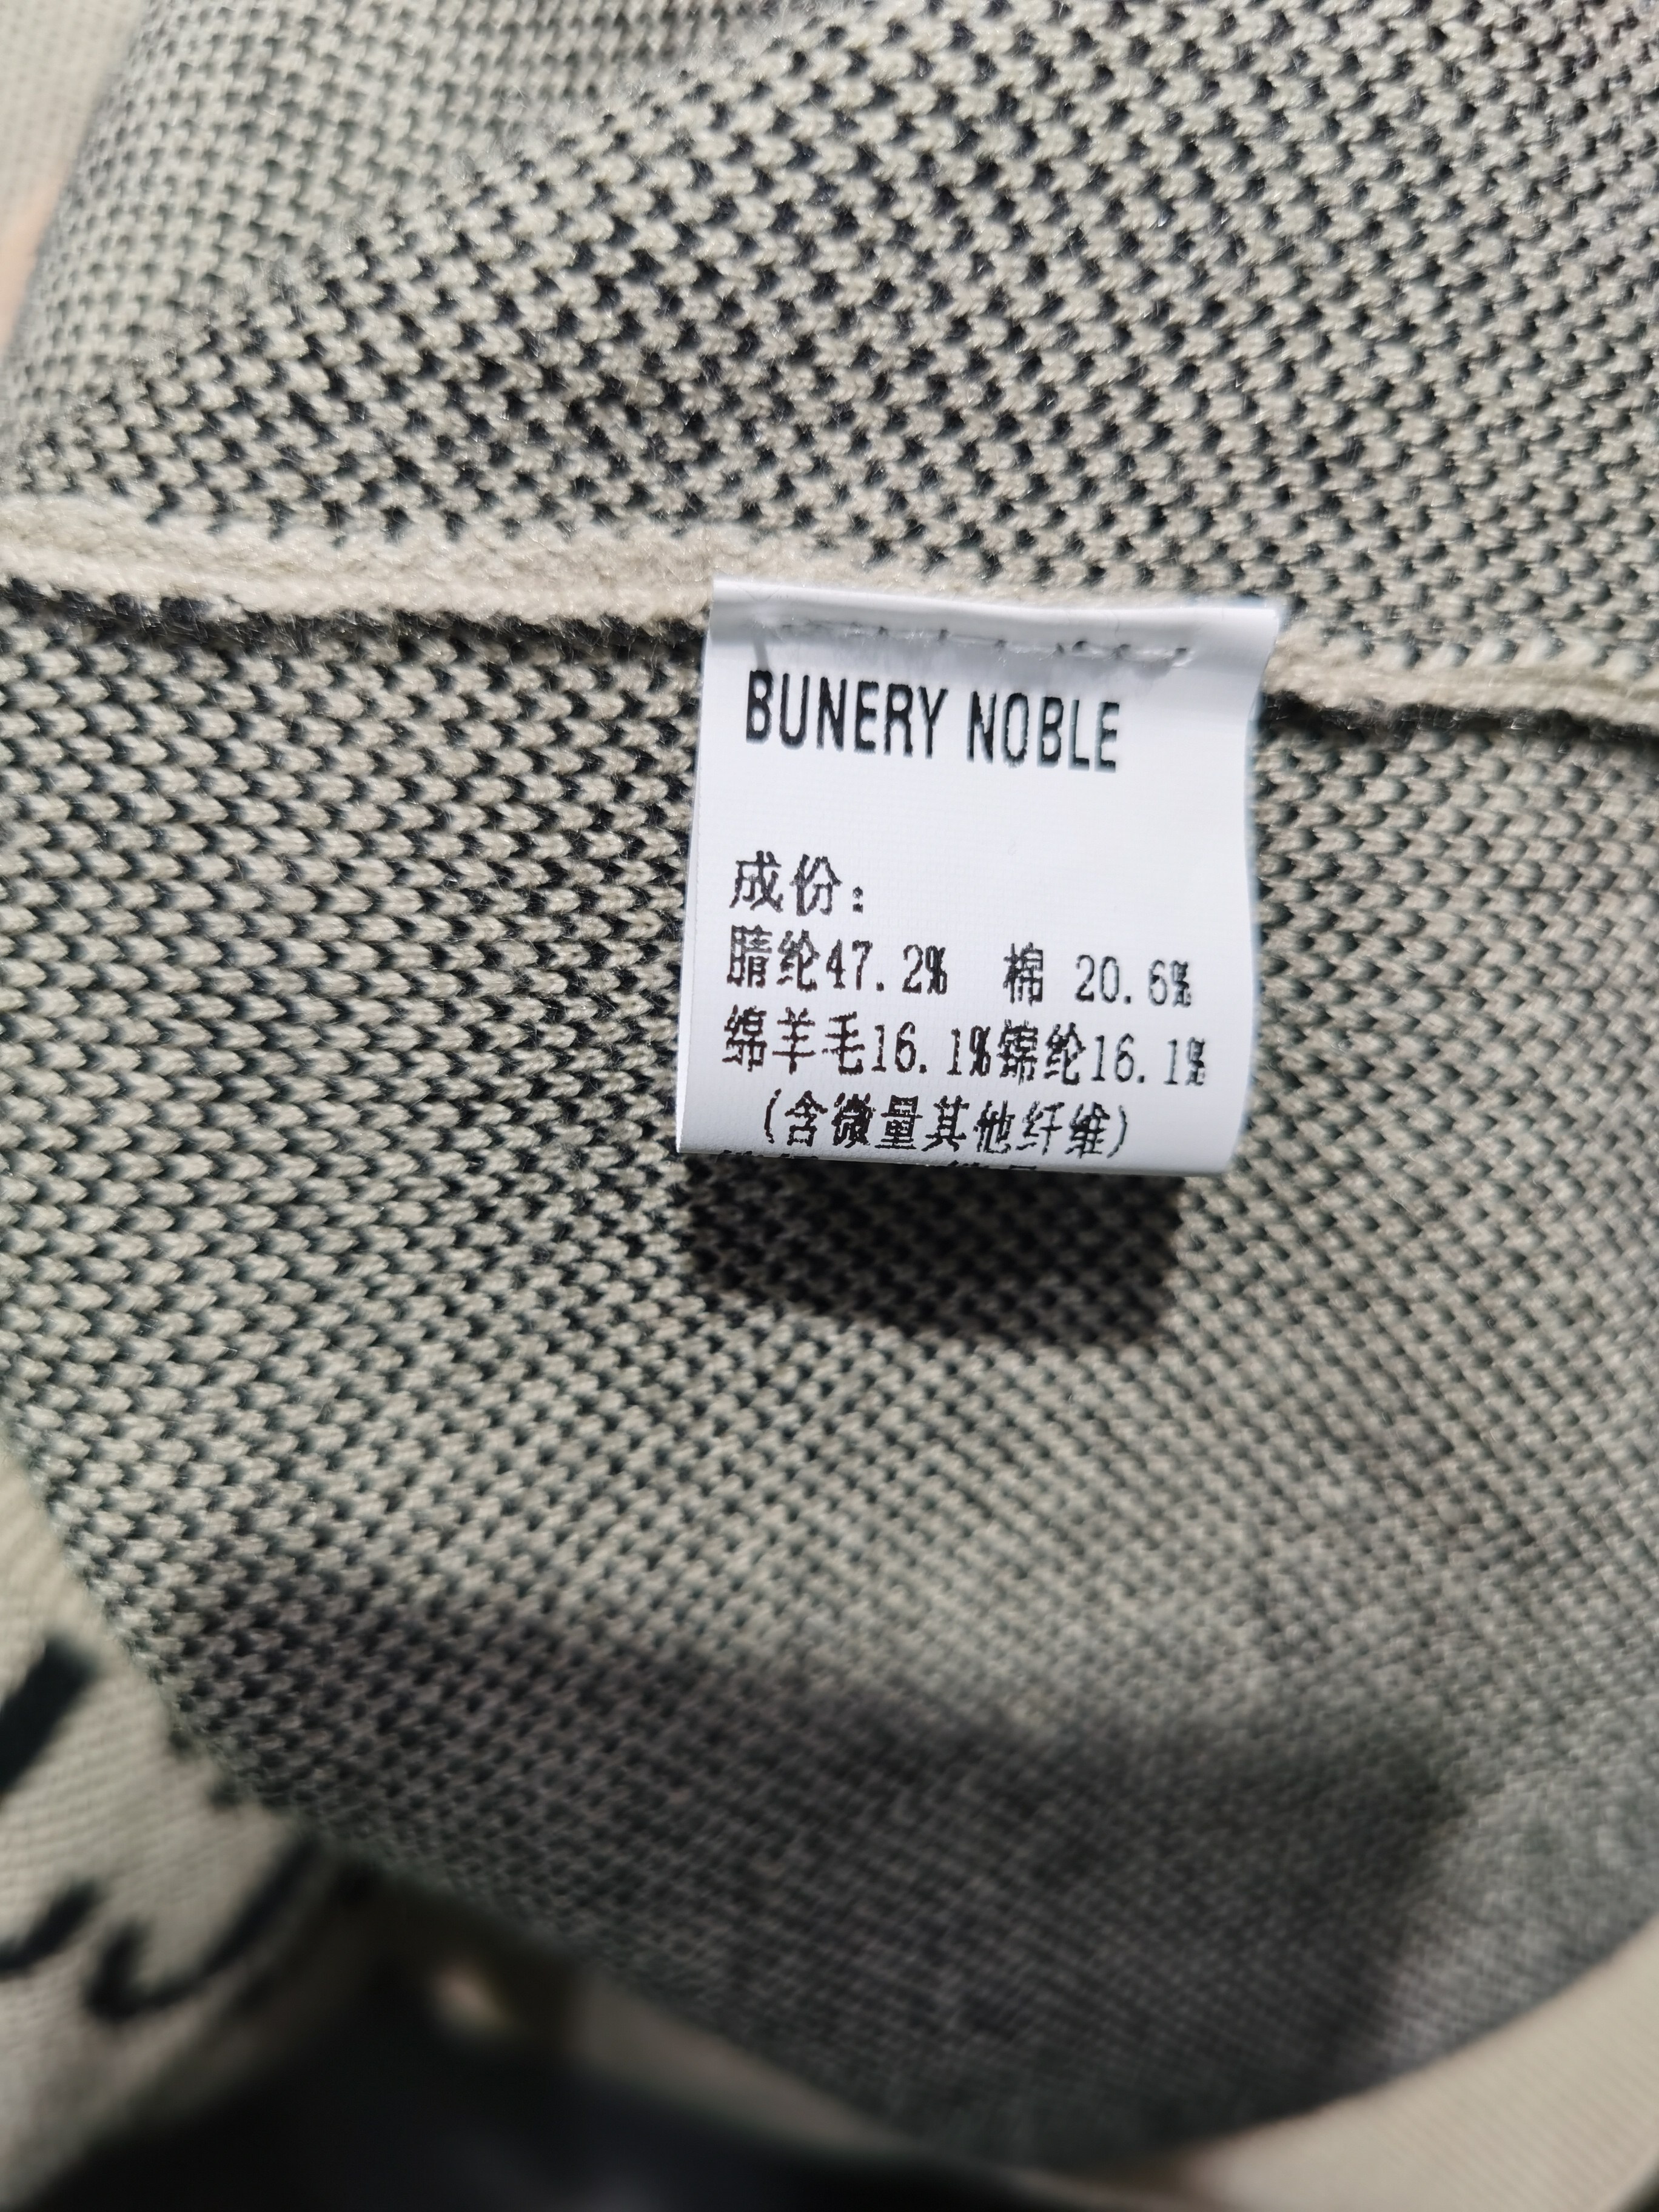 BUNERY NOBLE
成份：
腈纶47.2% 棉 20.6%
绵羊毛16.1%锦纶16.1%
(含微量其他纤维)